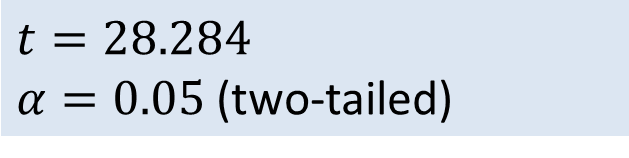 t = 28.284
α = 0.05 (two-tailed)